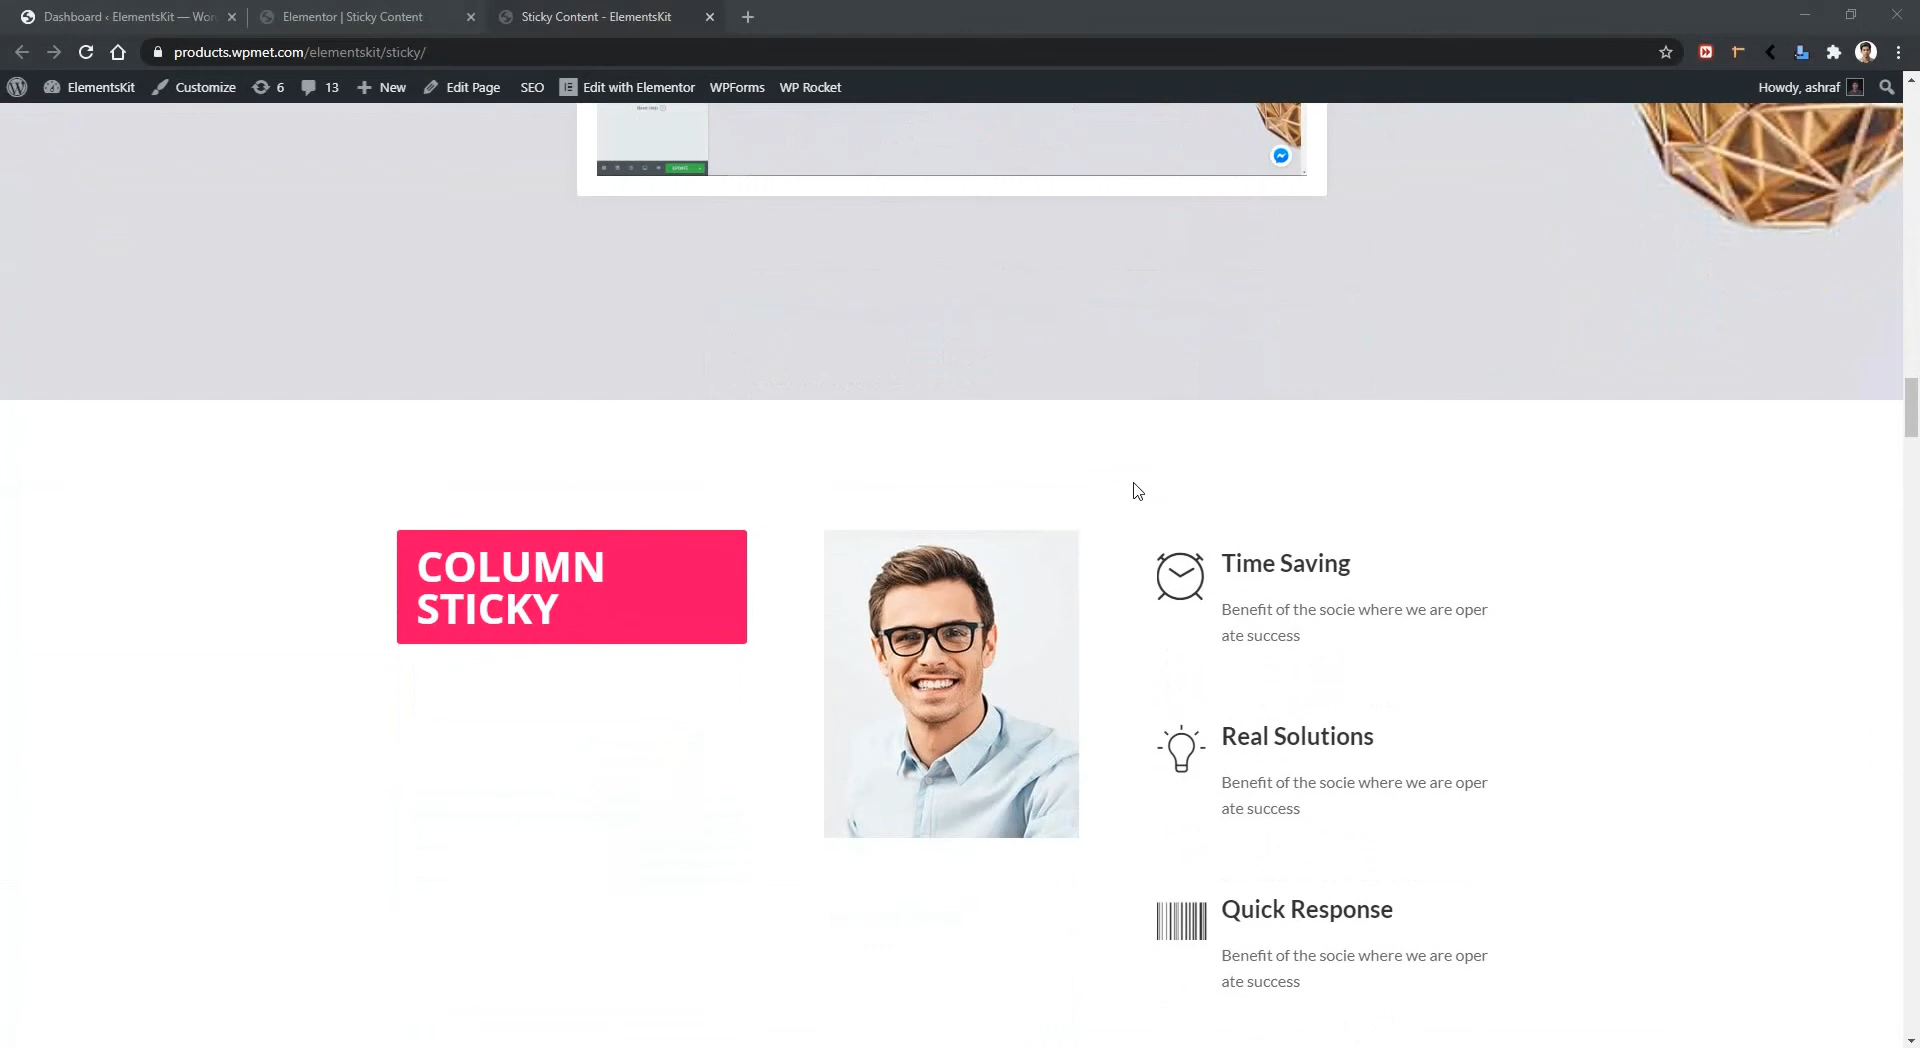 Dashboard ‹ ElementsKit — Wor
Elementor | Sticky Content
Sticky Content - ElementsKit
products.wpmet.com/elementskit/sticky/
ElementsKit
Customize
6
13
New
Edit Page
SEO
Edit with Elementor
WPForms
WP Rocket
Howdy, ashraf
COLUMN
STICKY
Time Saving
Benefit of the socie where we are oper
ate success
Real Solutions
Benefit of the socie where we are oper
ate success
Quick Response
Benefit of the socie where we are oper
ate success